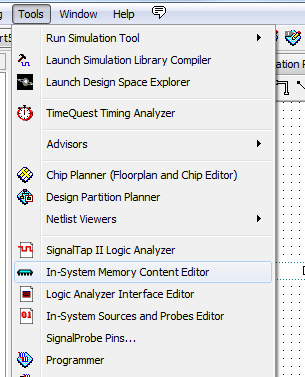 Tools Window Help
Run Simulation Tool
Launch Simulation Library Compiler
Launch Design Space Explorer
TimeQuest Timing Analyzer
Advisors
Chip Planner (Floorplan and Chip Editor)
Design Partition Planner
Netlist Viewers
SignalTap II Logic Analyzer
In-System Memory Content Editor
Logic Analyzer Interface Editor
In-System Sources and Probes Editor
SignalProbe Pins...
Programmer